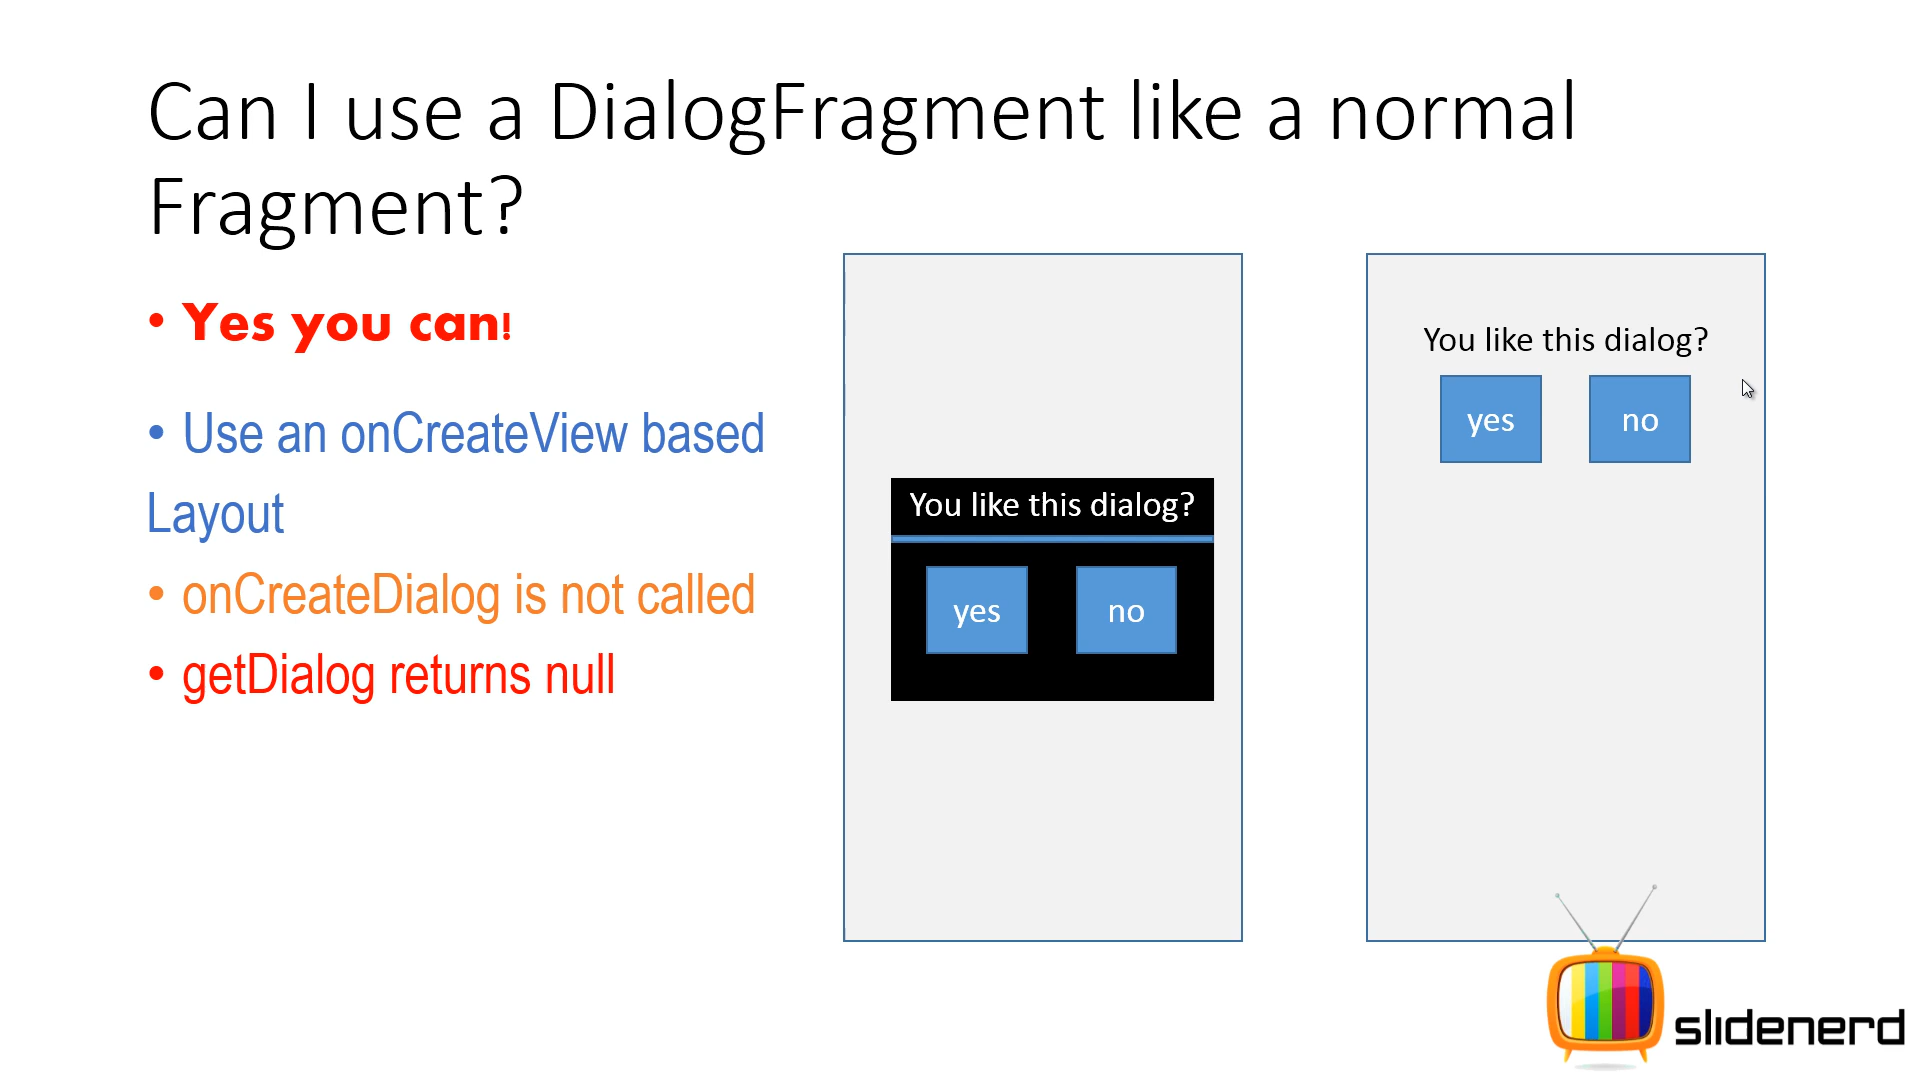 Can I use a DialogFragment like a normal
Fragment?
• Yes you can!
• Use an onCreateView based
Layout
• onCreateDialog is not called
• getDialog returns null
You like this dialog?
yes no
You like this dialog?
yes no
slidenerd